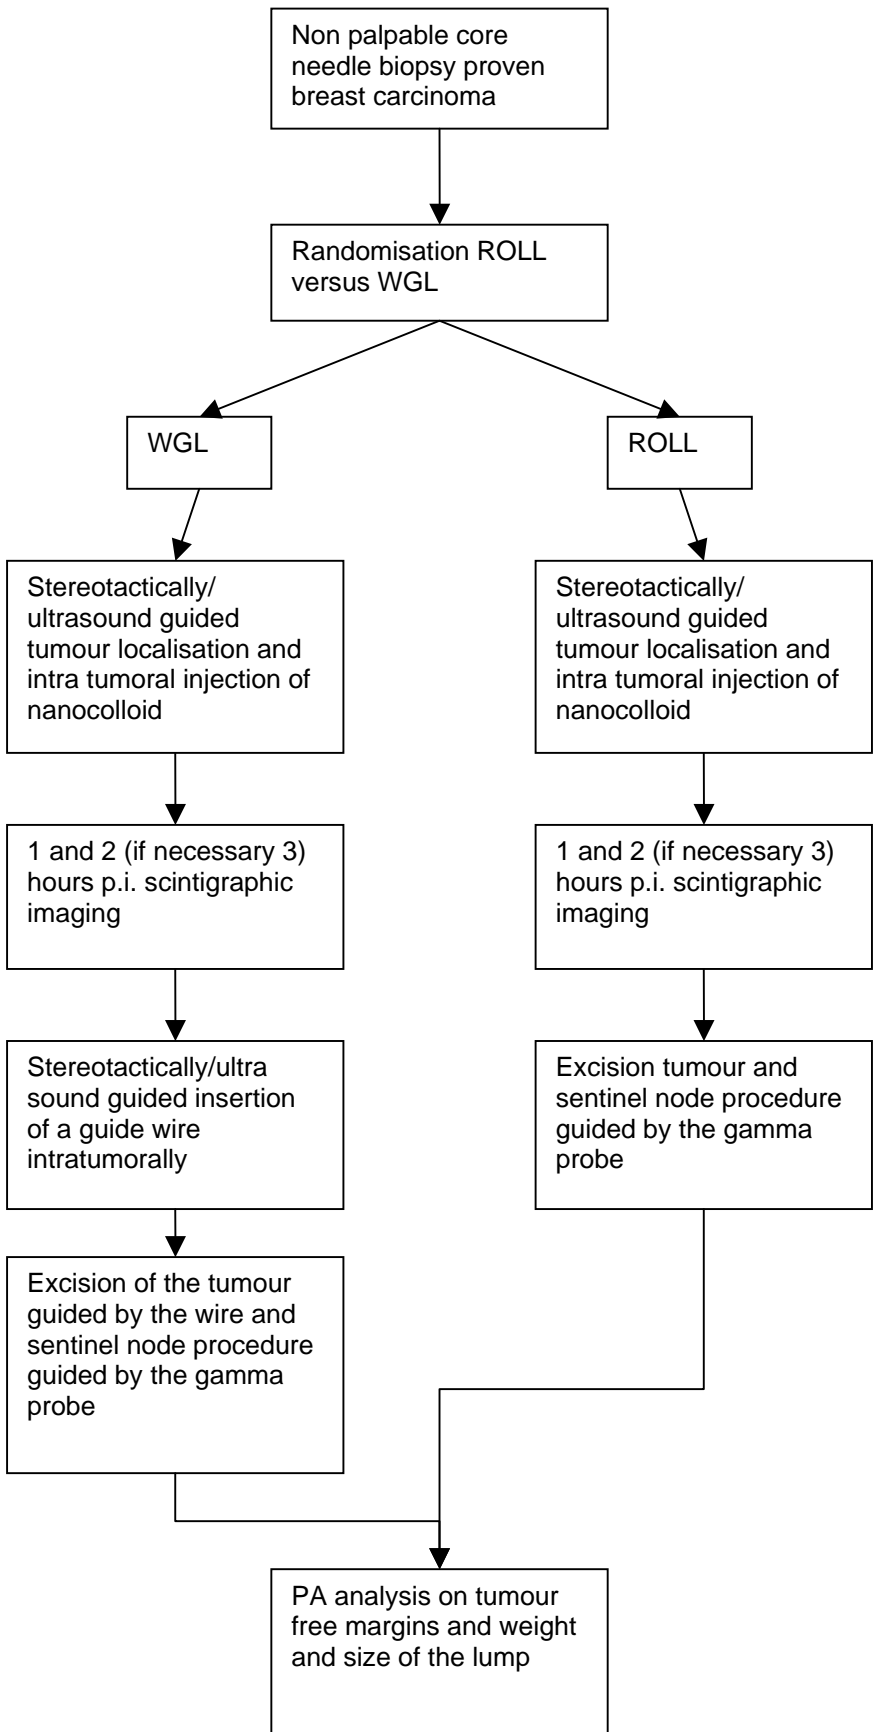 Non palpable core
needle biopsy proven
breast carcinoma
Randomisation ROLL
versus WGL
WGL
ROLL
Stereotactically/
ultrasound guided
tumour localisation and
intra tumoral injection of
nanocolloid
Stereotactically/
ultrasound guided
tumour localisation and
intra tumoral injection of
nanocolloid
1 and 2 (if necessary 3)
hours p.i. scintigraphic
imaging
1 and 2 (if necessary 3)
hours p.i. scintigraphic
imaging
Stereotactically/ultra
sound guided insertion
of a guide wire
intratumorally
Excision tumour and
sentinel node procedure
guided by the gamma
probe
Excision of the tumour
guided by the wire and
sentinel node procedure
guided by the gamma
probe
PA analysis on tumour
free margins and weight
and size of the lump